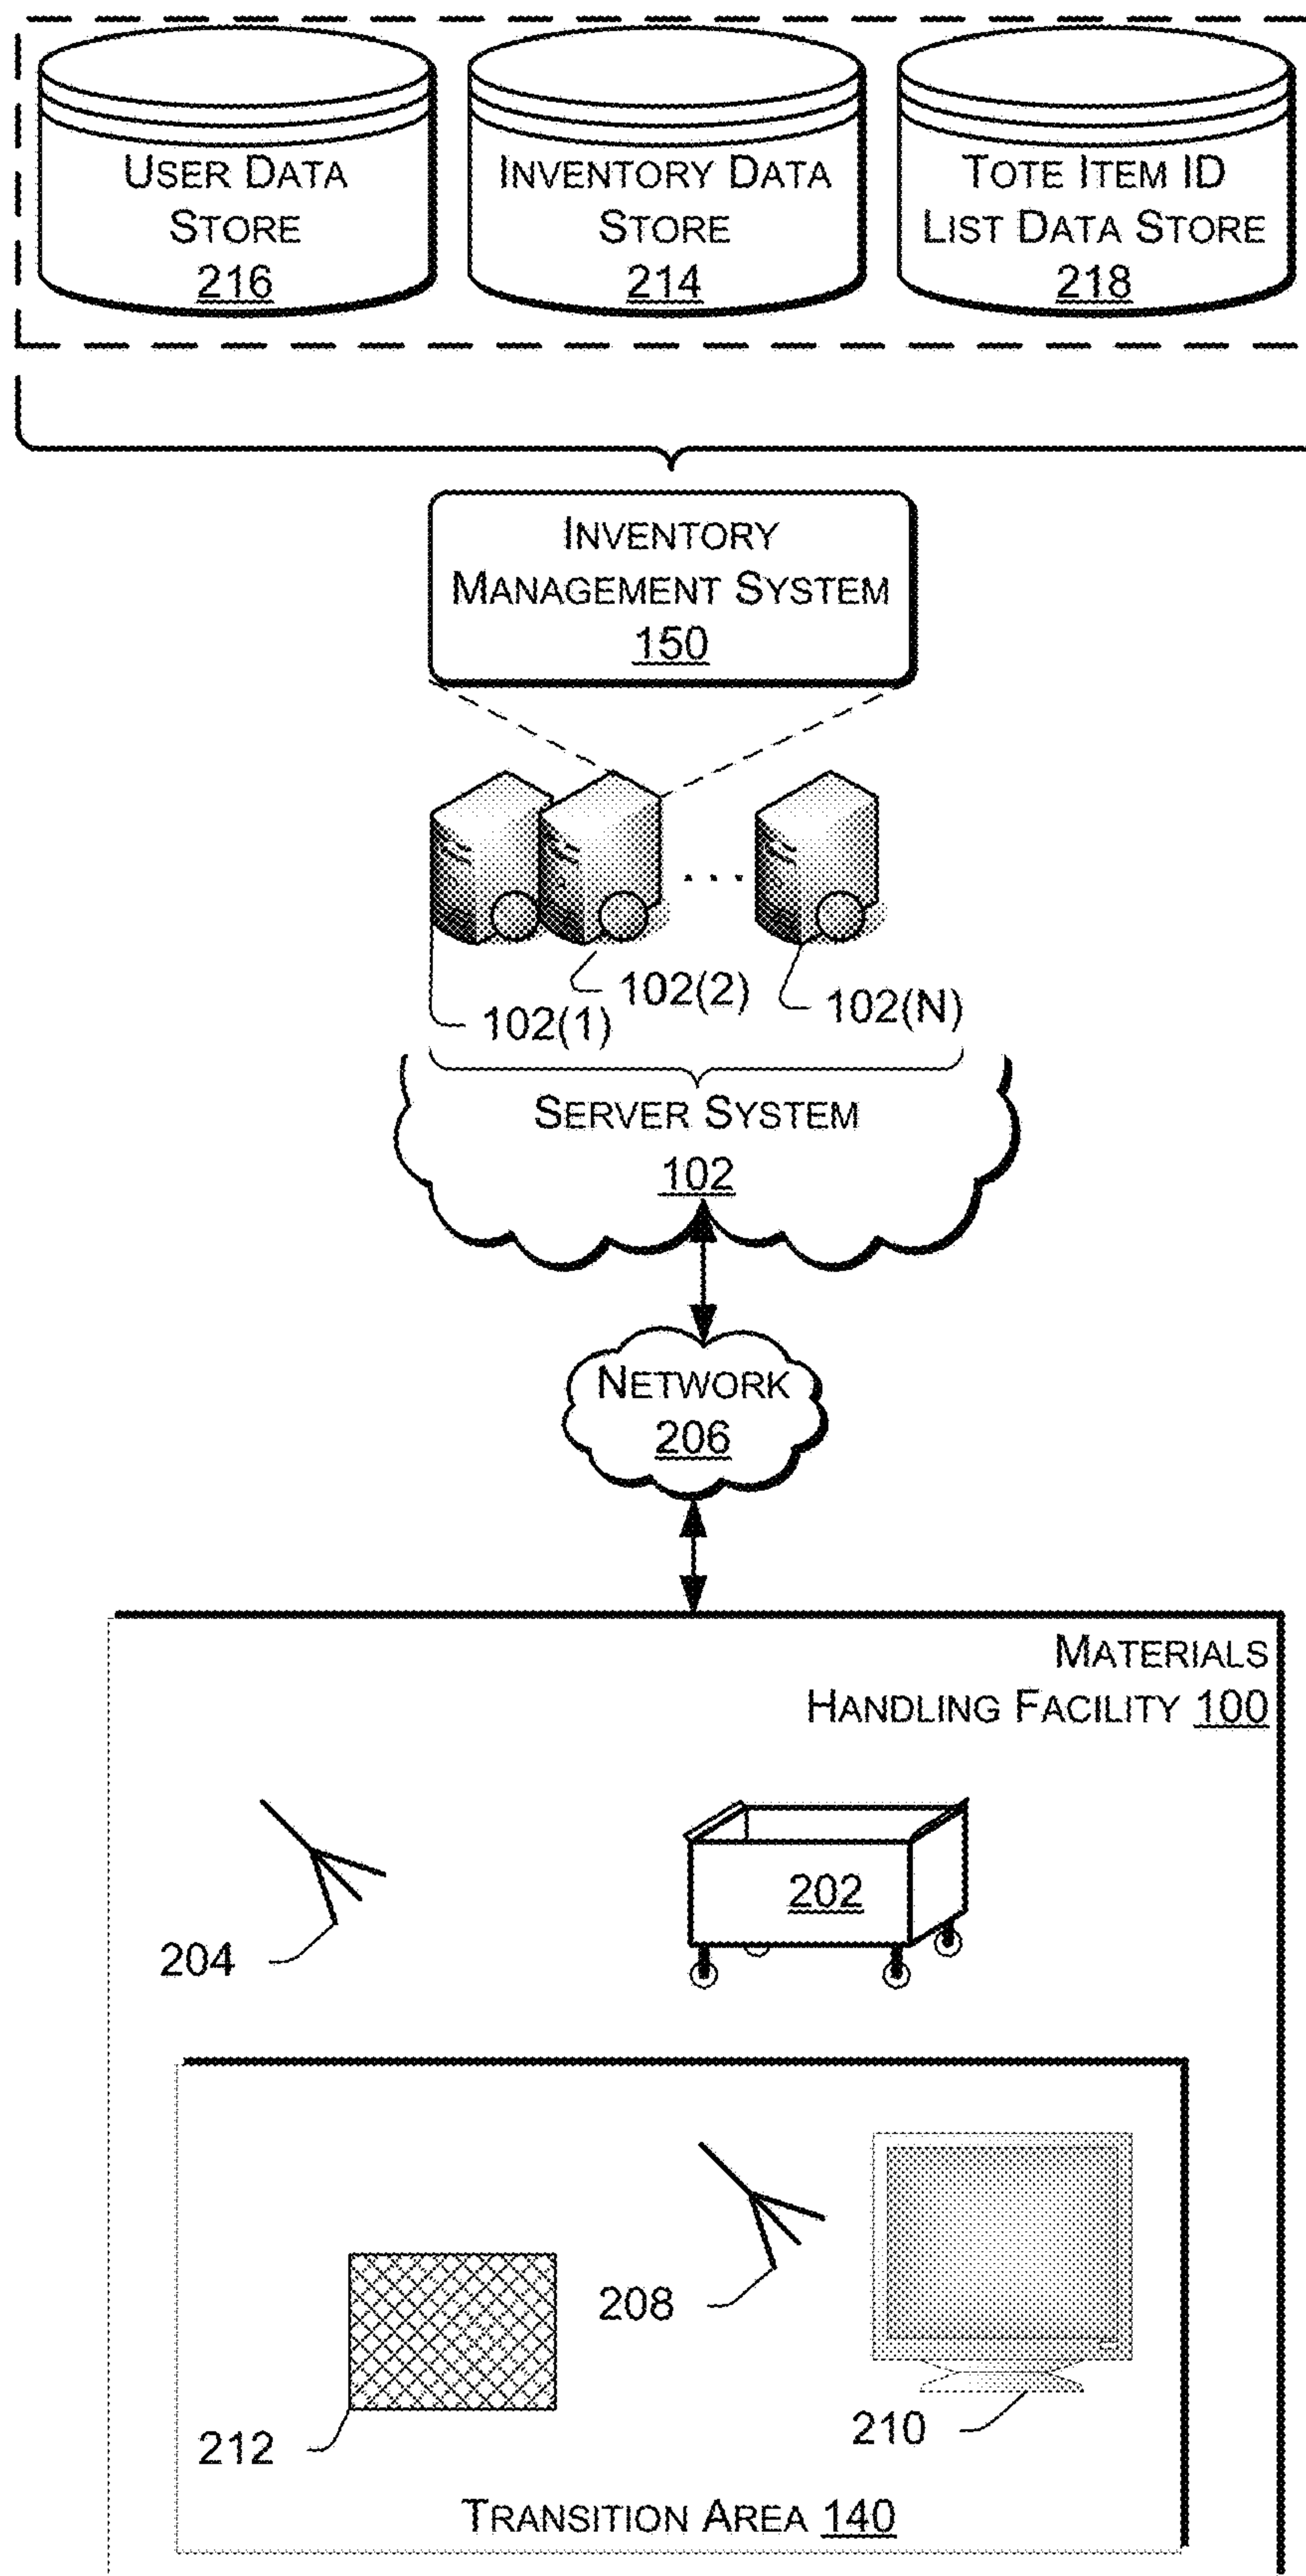 USER DATA
STORE
216
INVENTORY DATA
STORE
214
TOTE ITEM ID
LIST DATA STORE
218
INVENTORY
MANAGEMENT SYSTEM
150
102(1)
102(2)
102(N)
SERVER SYSTEM
102
NETWORK
206
MATERIALS
HANDLING FACILITY 100
202
204
208
210
212
TRANSITION AREA 140